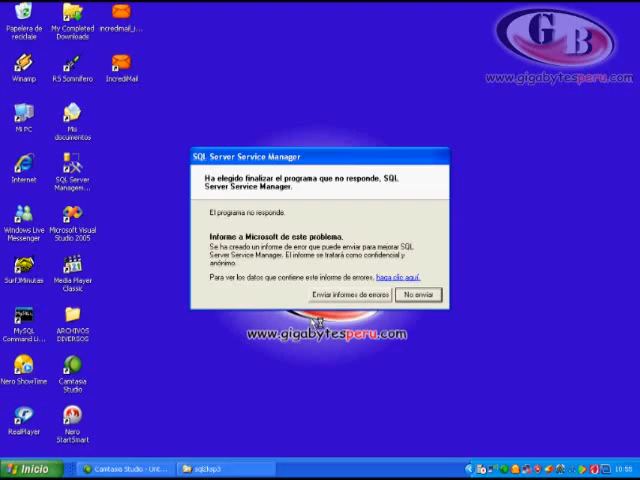 Papelera de
reciclaje
My Completed
Downloads
incredimail_i...
Winamp
RS Somnifero
IncrediMail
Mi PC
Mis
documentos
Internet
SQL Server
Managem...
Windows Live
Messenger
Microsoft Visual
Studio 2005
Surf3Minutes
Media Player
Classic
MySQL
Command Li...
ARCHIVOS
DIVERSOS
Nero ShowTime
Camtasia
Studio
RealPlayer
Nero
StartSmart
GB
www.gigabytesperu.com
SQL Server Service Manager
Ha elegido finalizar el programa que no responde, SQL
Server Service Manager.
El programa no responde.
Informe a Microsoft de este problema.
Se ha creado un informe de error que puede enviar para mejorar SQL
Server Service Manager. El informe se tratará como confidencial y
anónimo.
Para ver los datos que contiene este informe de errores, haga clic aquí.
Enviar informes de errores
No enviar
www.gigabytesperu.com
Inicio
Camtasia Studio - Unt...
10:55